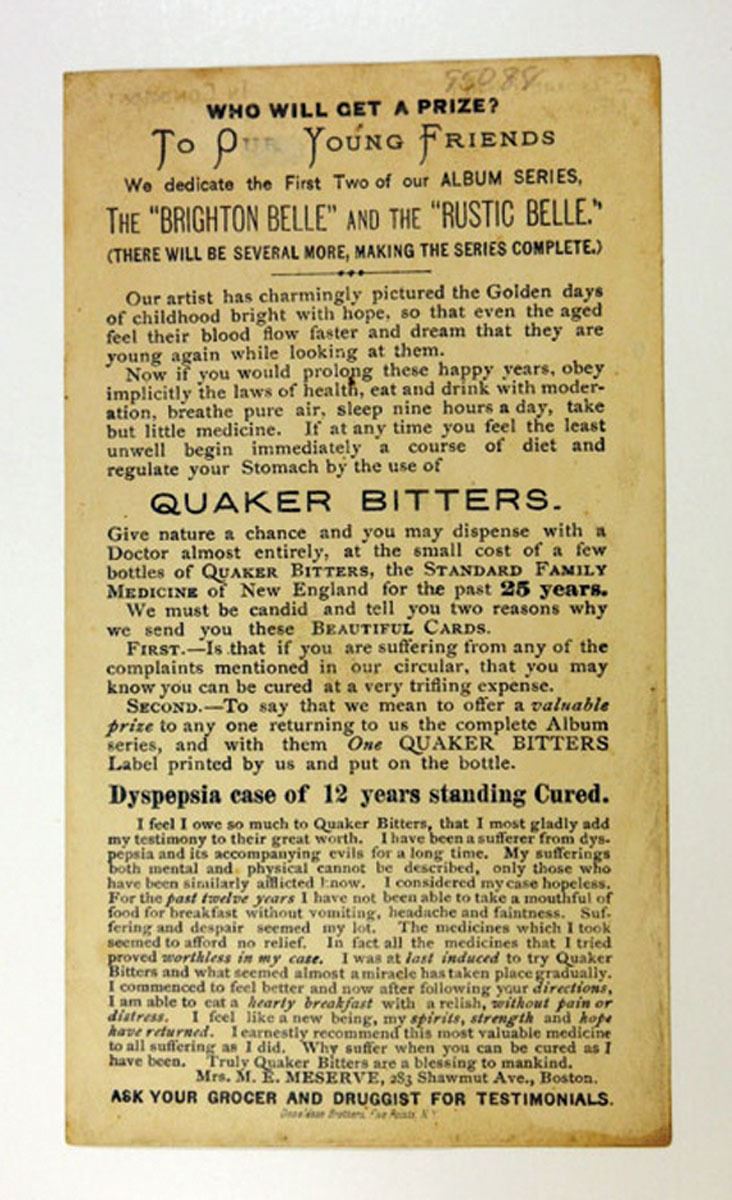 95088
WHO WILL GET A PRIZE?
To Our Young Friends
We dedicate the First Two of our ALBUM SERIES,
THE "BRIGHTON BELLE" AND THE "RUSTIC BELLE."
(THERE WILL BE SEVERAL MORE, MAKING THE SERIES COMPLETE.)
Our artist has charmingly pictured the Golden days
of childhood bright with hope, so that even the aged
feel their blood flow faster and dream that they are
young again while looking at them.
Now if you would prolong these happy years, obey
implicitly the laws of health, eat and drink with moder-
ation, breathe pure air, sleep nine hours a day, take
but little medicine. If at any time you feel the least
unwell begin immediately a course of diet and
regulate your Stomach by the use of
QUAKER BITTERS.
Give nature a chance and you may dispense with a
Doctor almost entirely, at the small cost of a few
bottles of QUAKER BITTERS, the STANDARD FAMILY
MEDICINE of New England for the past 25 years.
We must be candid and tell you two reasons why
we send you these BEAUTIFUL CARDS.
FIRST.—Is that if you are suffering from any of the
complaints mentioned in our circular, that you may
know you can be cured at a very trifling expense.
SECOND.—To say that we mean to offer a valuable
prize to any one returning to us the complete Album
series, and with them One QUAKER BITTERS
Label printed by us and put on the bottle.
Dyspepsia case of 12 years standing Cured.
I feel I owe so much to Quaker Bitters, that I most gladly add
my testimony to their great worth. I have been a sufferer from dys-
pepsia and its accompanying evils for a long time. My sufferings
both mental and physical cannot be described, only those who
have been similarly afflicted know. I considered my case hopeless.
For the past twelve years I have not been able to take a mouthful of
food for breakfast without vomiting, headache and faintness. Suf-
fering and despair seemed my lot. The medicines which I took
seemed to afford no relief. In fact all the medicines that I tried
proved worthless in my case. I was at last induced to try Quaker
Bitters and what seemed almost a miracle has taken place gradually.
I commenced to feel better and now after following your directions,
I am able to eat a hearty breakfast with a relish, without pain or
distress. I feel like a new being, my spirits, strength and hope
have returned. I earnestly recommend this most valuable medicine
to all suffering as I did. Why suffer when you can be cured as I
have been. Truly Quaker Bitters are a blessing to mankind.
Mrs. M. E. MESERVE, 283 Shawmut Ave., Boston.
ASK YOUR GROCER AND DRUGGIST FOR TESTIMONIALS.
Donaldson Brothers, Five Points, N.Y.